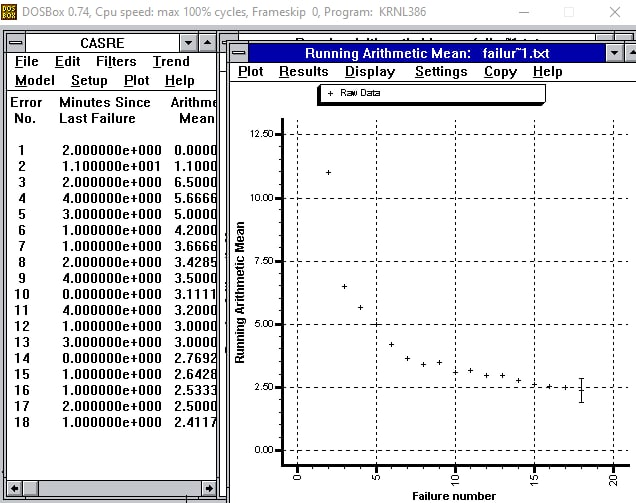 DOSBox 0.74, Cpu speed: max 100% cycles, Frameskip 0, Program: KRNL386
CASRE
File Edit Filters Trend
Model Setup Plot Help
Error Minutes Since Arithme
No. Last Failure Mean
1 2.000000e+000 0.0000
2 1.100000e+001 1.1000
3 2.000000e+000 6.5000
4 4.000000e+000 5.6666
5 3.000000e+000 5.0000
6 1.000000e+000 4.2000
7 1.000000e+000 3.6666
8 2.000000e+000 3.4285
9 4.000000e+000 3.5000
10 0.000000e+000 3.1111
11 4.000000e+000 3.2000
12 1.000000e+000 3.0000
13 3.000000e+000 3.0000
14 0.000000e+000 2.7692
15 1.000000e+000 2.6428
16 1.000000e+000 2.5333
17 2.000000e+000 2.5000
18 1.000000e+000 2.4117
Running Arithmetic Mean: failur~1.txt
Plot Results Display Settings Copy Help
+ Raw Data
Running Arithmetic Mean
12.50
10.00
7.50
5.00
2.50
0.00
0 5 10 15 20
Failure number